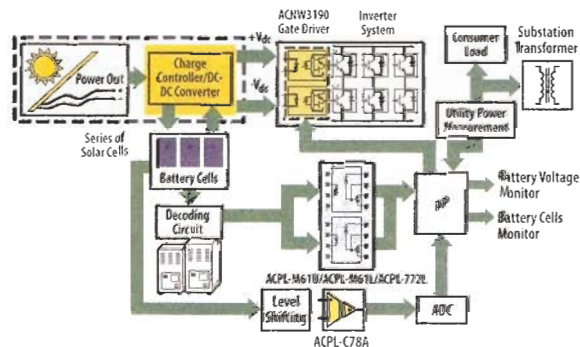 ACNW3190
Gate Driver
Inverter
System
+Vdc
-Vdc
Power Out
Charge
Controller/DC-
DC Converter
Consumer
Load
Substation
Transformer
Utility Power
Measurement
Series of
Solar Cells
Battery Cells
Decoding
Circuit
µP
Battery Voltage
Monitor
Battery Cells
Monitor
ACPL-M61U/ACPL-M61L/ACPL-772L
Level
Shifting
ACPL-C78A
ADC